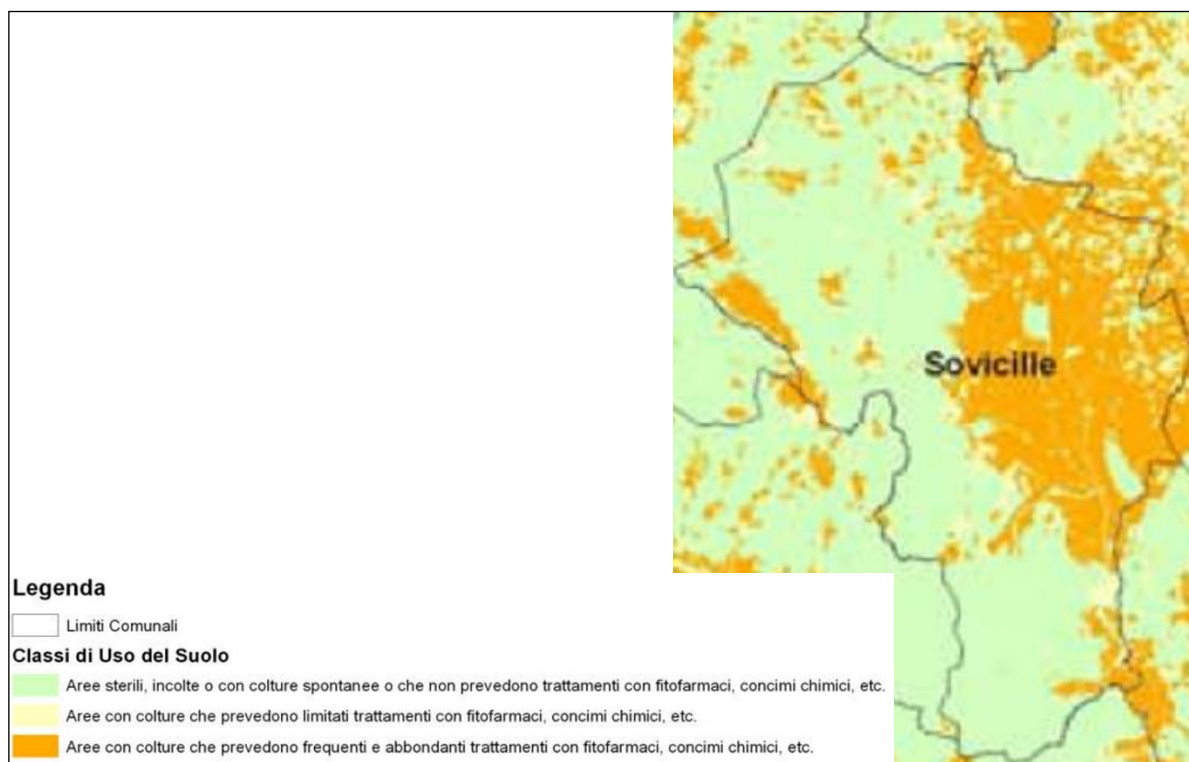 Sovicille
Legenda
Limiti Comunali
Classi di Uso del Suolo
Aree sterili, incolte o con colture spontanee o che non prevedono trattamenti con fitofarmaci, concimi chimici, etc.
Aree con colture che prevedono limitati trattamenti con fitofarmaci, concimi chimici, etc.
Aree con colture che prevedono frequenti e abbondanti trattamenti con fitofarmaci, concimi chimici, etc.